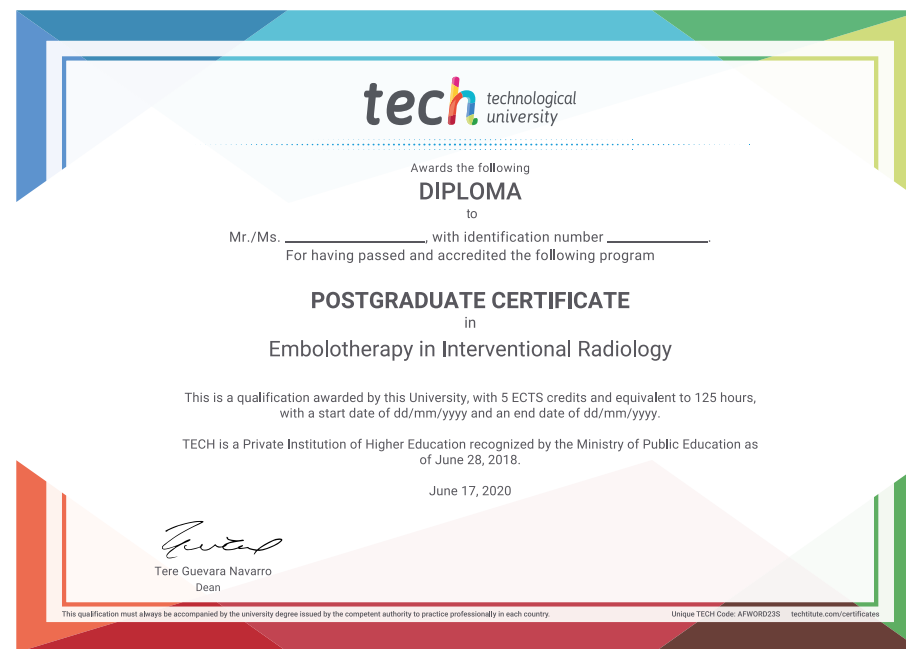 tech technological
university
Awards the following
DIPLOMA
to
Mr./Ms. ____________________, with identification number ______________.
For having passed and accredited the following program
POSTGRADUATE CERTIFICATE
in
Embolotherapy in Interventional Radiology
This is a qualification awarded by this University, with 5 ECTS credits and equivalent to 125 hours,
with a start date of dd/mm/yyyy and an end date of dd/mm/yyyy.
TECH is a Private Institution of Higher Education recognized by the Ministry of Public Education as
of June 28, 2018.
June 17, 2020
Tere Guevara Navarro
Dean
This qualification must always be accompanied by the university degree issued by the competent authority to practice professionally in each country. Unique TECH Code: AFWORD23S techtitute.com/certificates